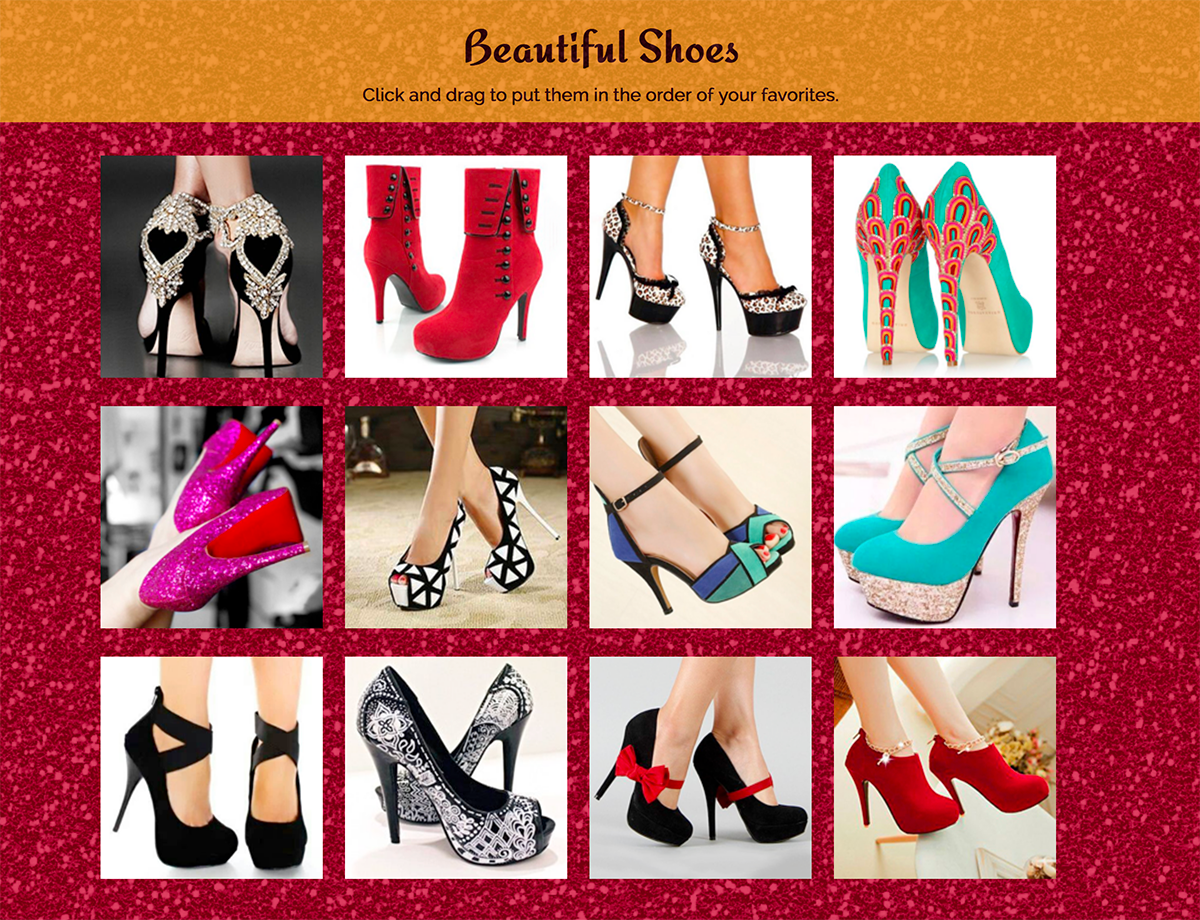 Beautiful Shoes
Click and drag to put them in the order of your favorites.